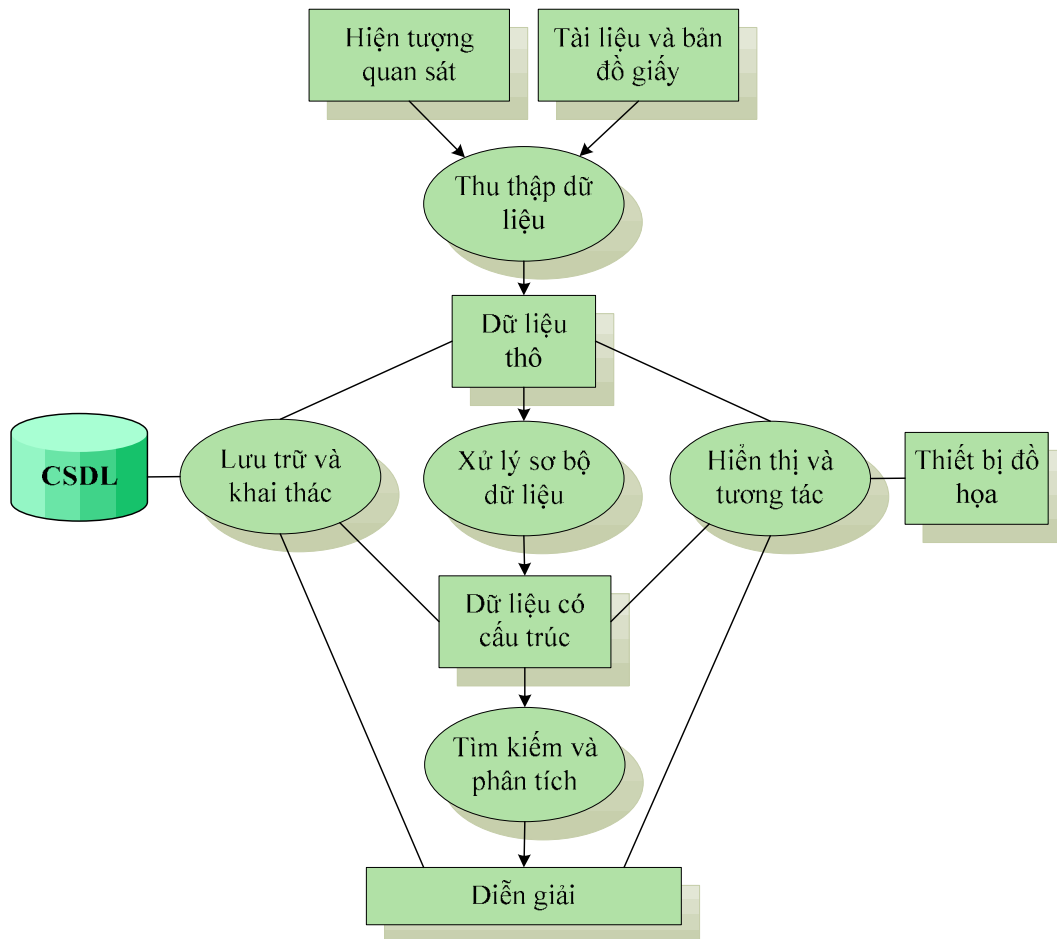 Hiện tượng
quan sát
Tài liệu và bản
đồ giấy
Thu thập dữ
liệu
Dữ liệu
thô
CSDL
Lưu trữ và
khai thác
Xử lý sơ bộ
dữ liệu
Hiển thị và
tương tác
Thiết bị đồ
họa
Dữ liệu có
cấu trúc
Tìm kiếm và
phân tích
Diễn giải